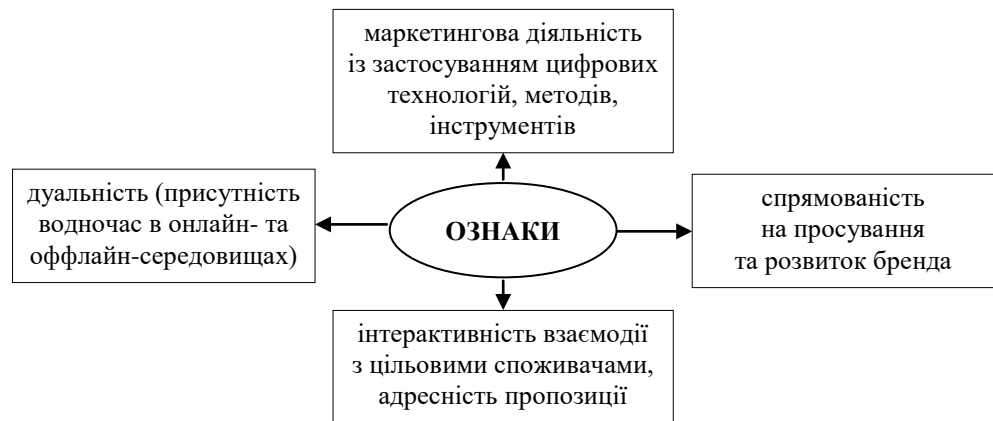 маркетингова діяльність
із застосуванням цифрових
технологій, методів,
інструментів
дуальність (присутність
водночас в онлайн- та
оффлайн-середовищах)
ОЗНАКИ
спрямованість
на просування
та розвиток бренда
інтерактивність взаємодії
з цільовими споживачами,
адресність пропозиції